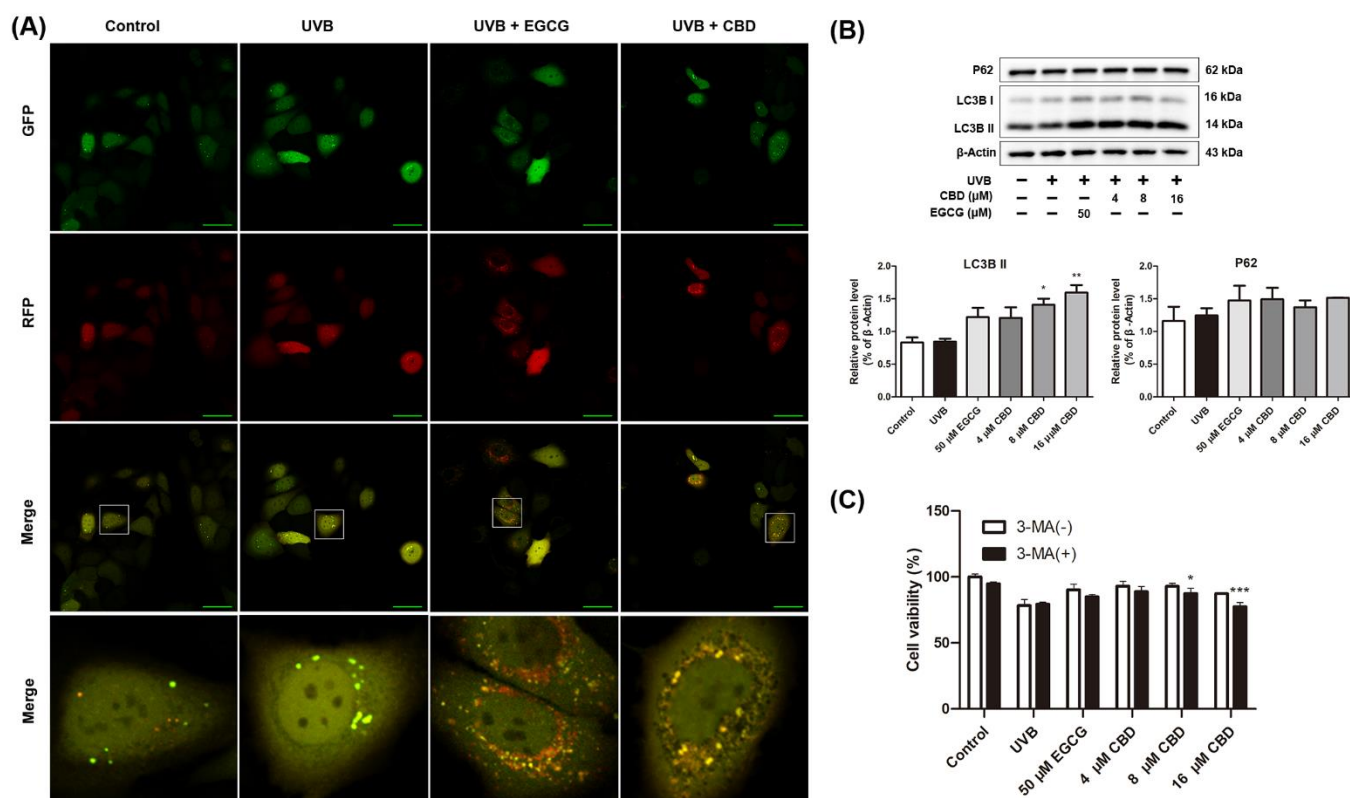 (A)
Control UVB UVB + EGCG UVB + CBD
GFP
RFP
Merge
Merge
(B)
P62 62 kDa
LC3B I 16 kDa
LC3B II 14 kDa
β-Actin 43 kDa
UVB − + + + + +
CBD (μM) − − − 4 8 16
EGCG (μM) − − 50 − − −
LC3B II
Relative protein level
(% of β -Actin)
2.0
1.5
1.0
0.5
0.0
* **
Control UVB 50 μM EGCG 4 μM CBD 8 μM CBD 16 μμM CBD
P62
Relative protein level
(% of β -Actin)
2.0
1.5
1.0
0.5
0.0
Control UVB 50 μM EGCG 4 μM CBD 8 μM CBD 16 μM CBD
(C)
Cell vaibility (%)
150
100
50
0
3-MA(-)
3-MA(+)
* ***
Control UVB 50 μM EGCG 4 μM CBD 8 μM CBD 16 μM CBD